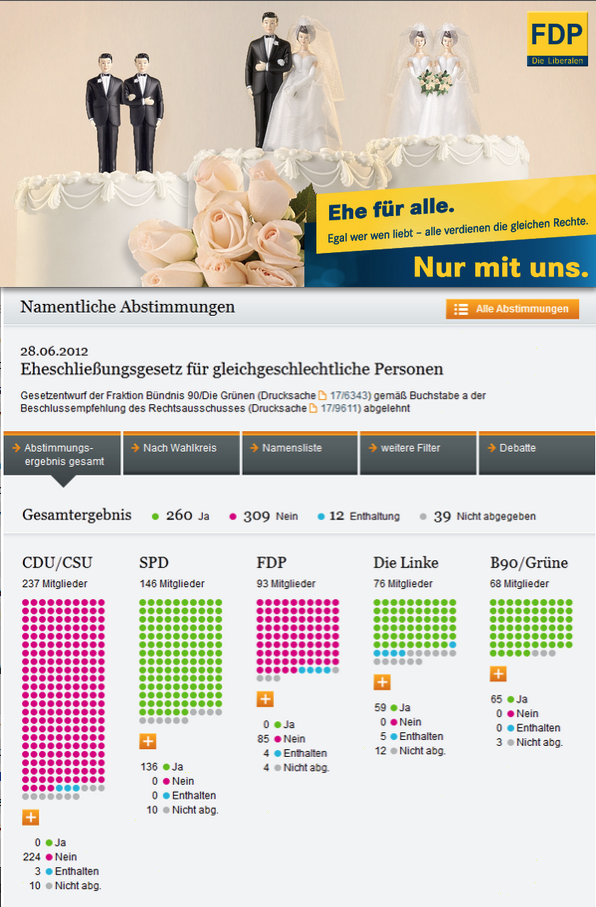 FDP
Die Liberalen
Ehe für alle.
Egal wer wen liebt – alle verdienen die gleichen Rechte.
Nur mit uns.
Namentliche Abstimmungen
Alle Abstimmungen
28.06.2012
Eheschließungsgesetz für gleichgeschlechtliche Personen
Gesetzentwurf der Fraktion Bündnis 90/Die Grünen (Drucksache 17/6343) gemäß Buchstabe a der
Beschlussempfehlung des Rechtsausschusses (Drucksache 17/9611) abgelehnt
Abstimmungs-
ergebnis gesamt
Nach Wahlkreis
Namensliste
weitere Filter
Debatte
Gesamtergebnis 260 Ja 309 Nein 12 Enthaltung 39 Nicht abgegeben
CDU/CSU
237 Mitglieder
0 Ja
224 Nein
3 Enthalten
10 Nicht abg.
SPD
146 Mitglieder
136 Ja
0 Nein
0 Enthalten
10 Nicht abg.
FDP
93 Mitglieder
0 Ja
85 Nein
4 Enthalten
4 Nicht abg.
Die Linke
76 Mitglieder
59 Ja
0 Nein
5 Enthalten
12 Nicht abg.
B90/Grüne
68 Mitglieder
65 Ja
0 Nein
0 Enthalten
3 Nicht abg.